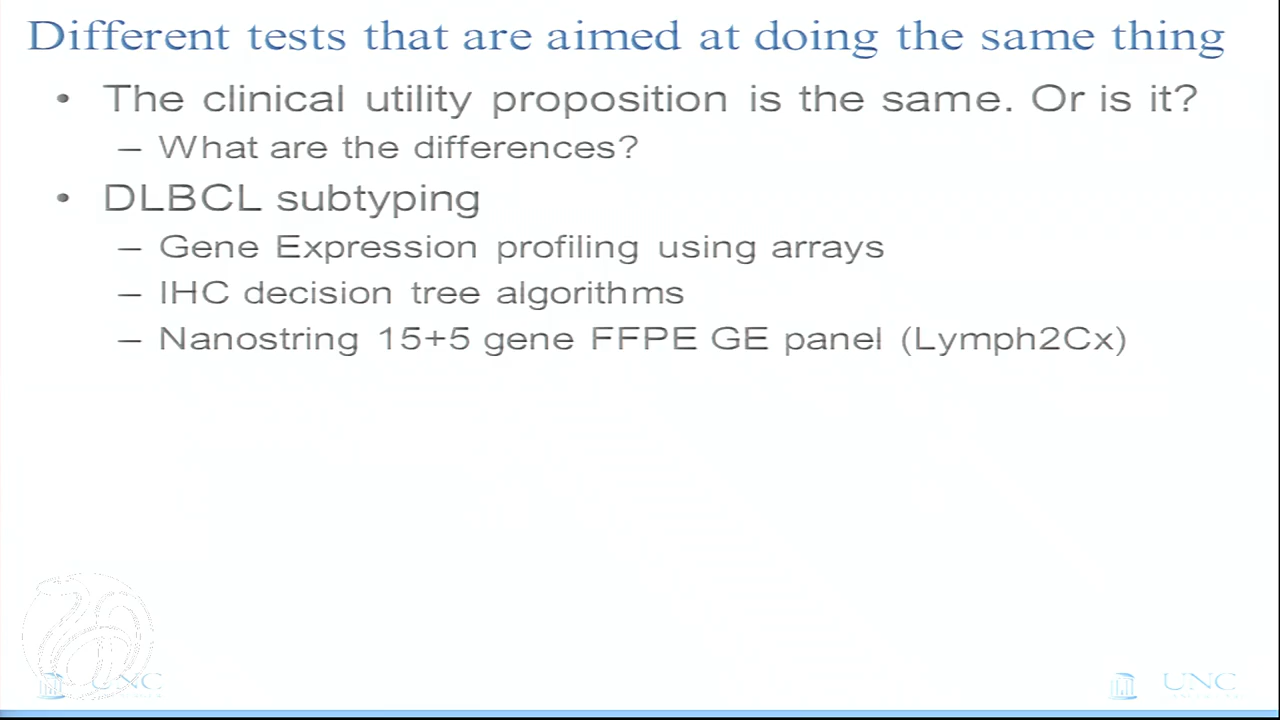 Different tests that are aimed at doing the same thing
• The clinical utility proposition is the same. Or is it?
– What are the differences?
• DLBCL subtyping
– Gene Expression profiling using arrays
– IHC decision tree algorithms
– Nanostring 15+5 gene FFPE GE panel (Lymph2Cx)
UNC
UNC